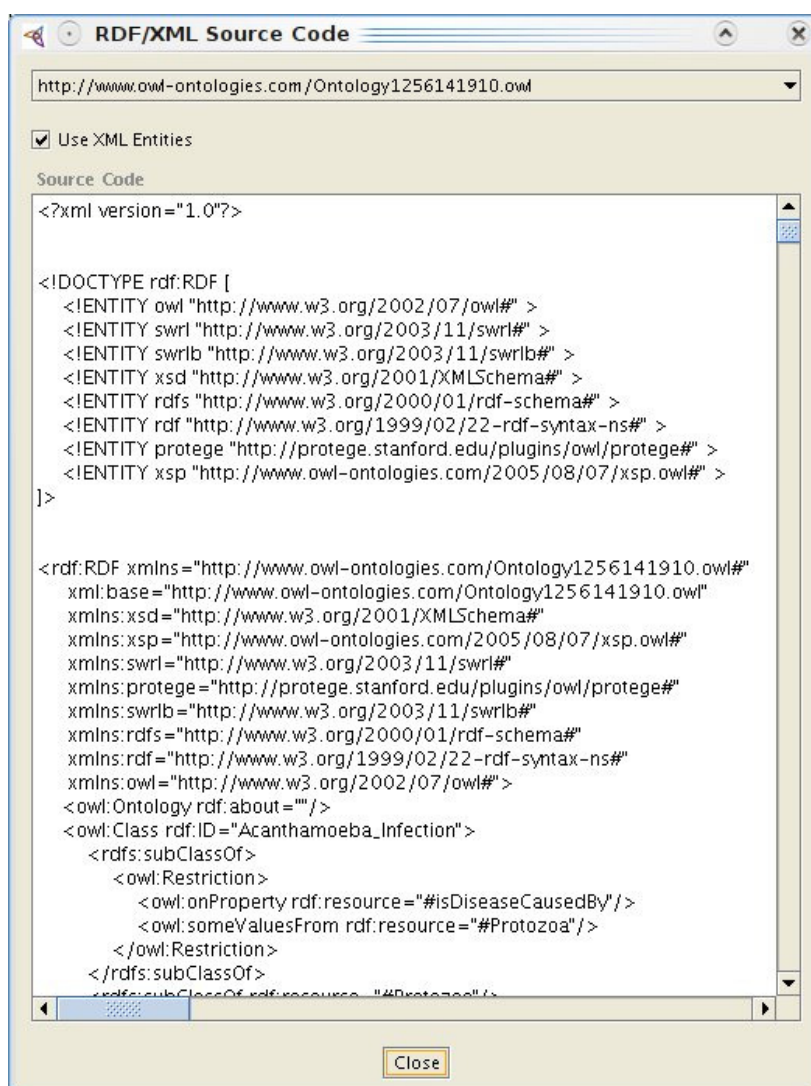 RDF/XML Source Code
http://www.owl-ontologies.com/Ontology1256141910.owl
Use XML Entities
Source Code
<?xml version="1.0"?>
<!DOCTYPE rdf:RDF [
<!ENTITY owl "http://www.w3.org/2002/07/owl#" >
<!ENTITY swrl "http://www.w3.org/2003/11/swrl#" >
<!ENTITY swrlb "http://www.w3.org/2003/11/swrlb#" >
<!ENTITY xsd "http://www.w3.org/2001/XMLSchema#" >
<!ENTITY rdfs "http://www.w3.org/2000/01/rdf-schema#" >
<!ENTITY rdf "http://www.w3.org/1999/02/22-rdf-syntax-ns#" >
<!ENTITY protege "http://protege.stanford.edu/plugins/owl/protege#" >
<!ENTITY xsp "http://www.owl-ontologies.com/2005/08/07/xsp.owl#" >
]>
<rdf:RDF xmlns="http://www.owl-ontologies.com/Ontology1256141910.owl#"
xml:base="http://www.owl-ontologies.com/Ontology1256141910.owl"
xmlns:xsd="http://www.w3.org/2001/XMLSchema#"
xmlns:xsp="http://www.owl-ontologies.com/2005/08/07/xsp.owl#"
xmlns:swrl="http://www.w3.org/2003/11/swrl#"
xmlns:protege="http://protege.stanford.edu/plugins/owl/protege#"
xmlns:swrlb="http://www.w3.org/2003/11/swrlb#"
xmlns:rdfs="http://www.w3.org/2000/01/rdf-schema#"
xmlns:rdf="http://www.w3.org/1999/02/22-rdf-syntax-ns#"
xmlns:owl="http://www.w3.org/2002/07/owl#">
<owl:Ontology rdf:about=""/>
<owl:Class rdf:ID="Acanthamoeba_Infection">
<rdfs:subClassOf>
<owl:Restriction>
<owl:onProperty rdf:resource="#isDiseaseCausedBy"/>
<owl:someValuesFrom rdf:resource="#Protozoa"/>
</owl:Restriction>
</rdfs:subClassOf>
<rdfs:subClassOf rdf:resource="#Protozoa"/>
Close